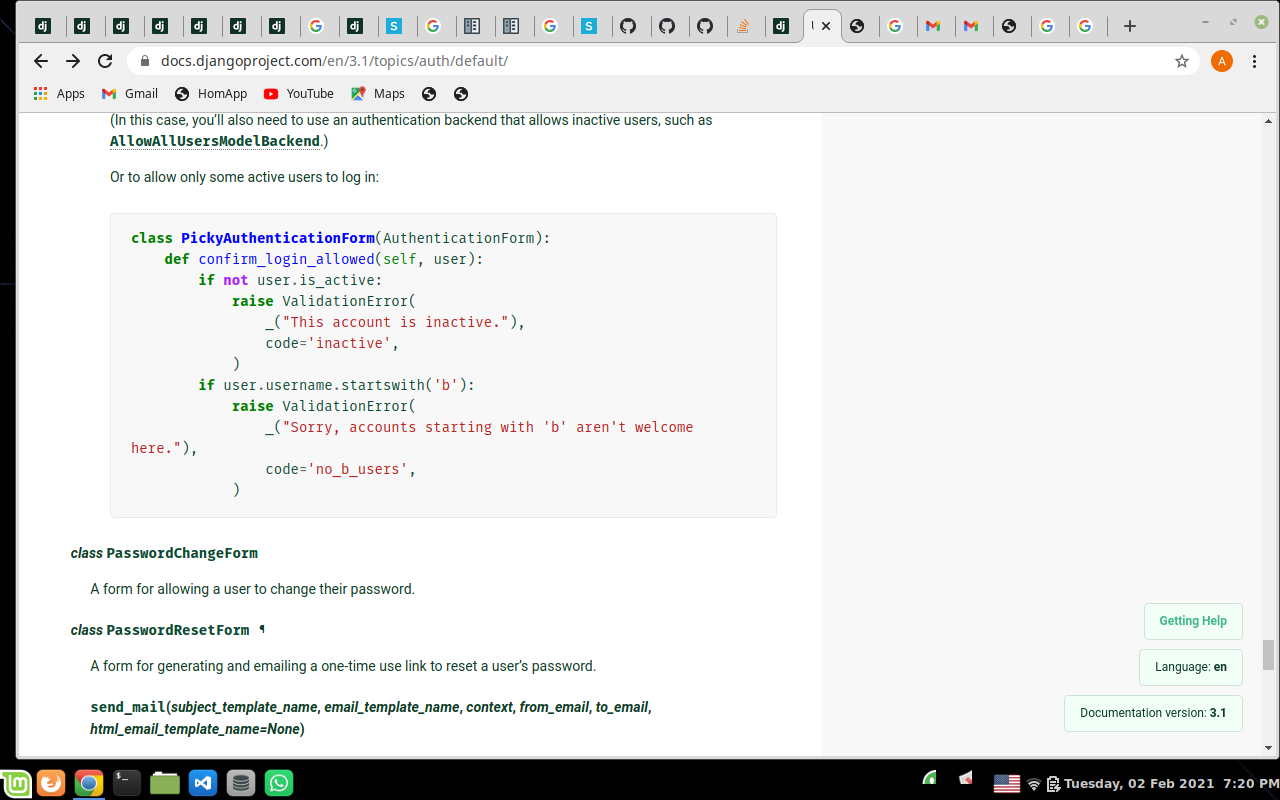 dj dj dj dj dj dj dj G dj S G G S dj U G G G
docs.djangoproject.com/en/3.1/topics/auth/default/
A
Apps Gmail HomApp YouTube Maps
(In this case, you’ll also need to use an authentication backend that allows inactive users, such as
AllowAllUsersModelBackend.)
Or to allow only some active users to log in:
class PickyAuthenticationForm(AuthenticationForm):
def confirm_login_allowed(self, user):
if not user.is_active:
raise ValidationError(
_("This account is inactive."),
code='inactive',
)
if user.username.startswith('b'):
raise ValidationError(
_("Sorry, accounts starting with 'b' aren't welcome
here."),
code='no_b_users',
)
class PasswordChangeForm
A form for allowing a user to change their password.
class PasswordResetForm ¶
A form for generating and emailing a one-time use link to reset a user’s password.
send_mail(subject_template_name, email_template_name, context, from_email, to_email,
html_email_template_name=None)
Getting Help
Language: en
Documentation version: 3.1
Tuesday, 02 Feb 2021 7:20 PM